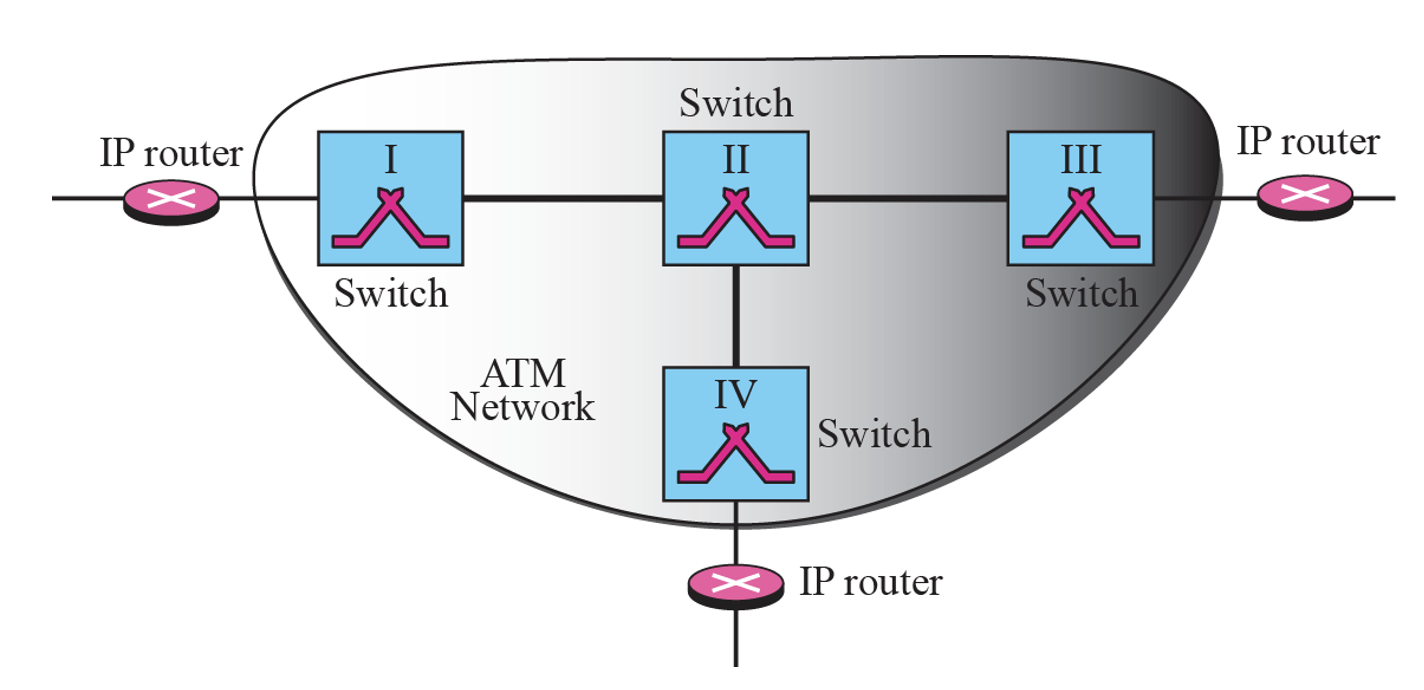 Switch
IP router
I
II
III
IP router
Switch
Switch
ATM
Network
IV
Switch
IP router